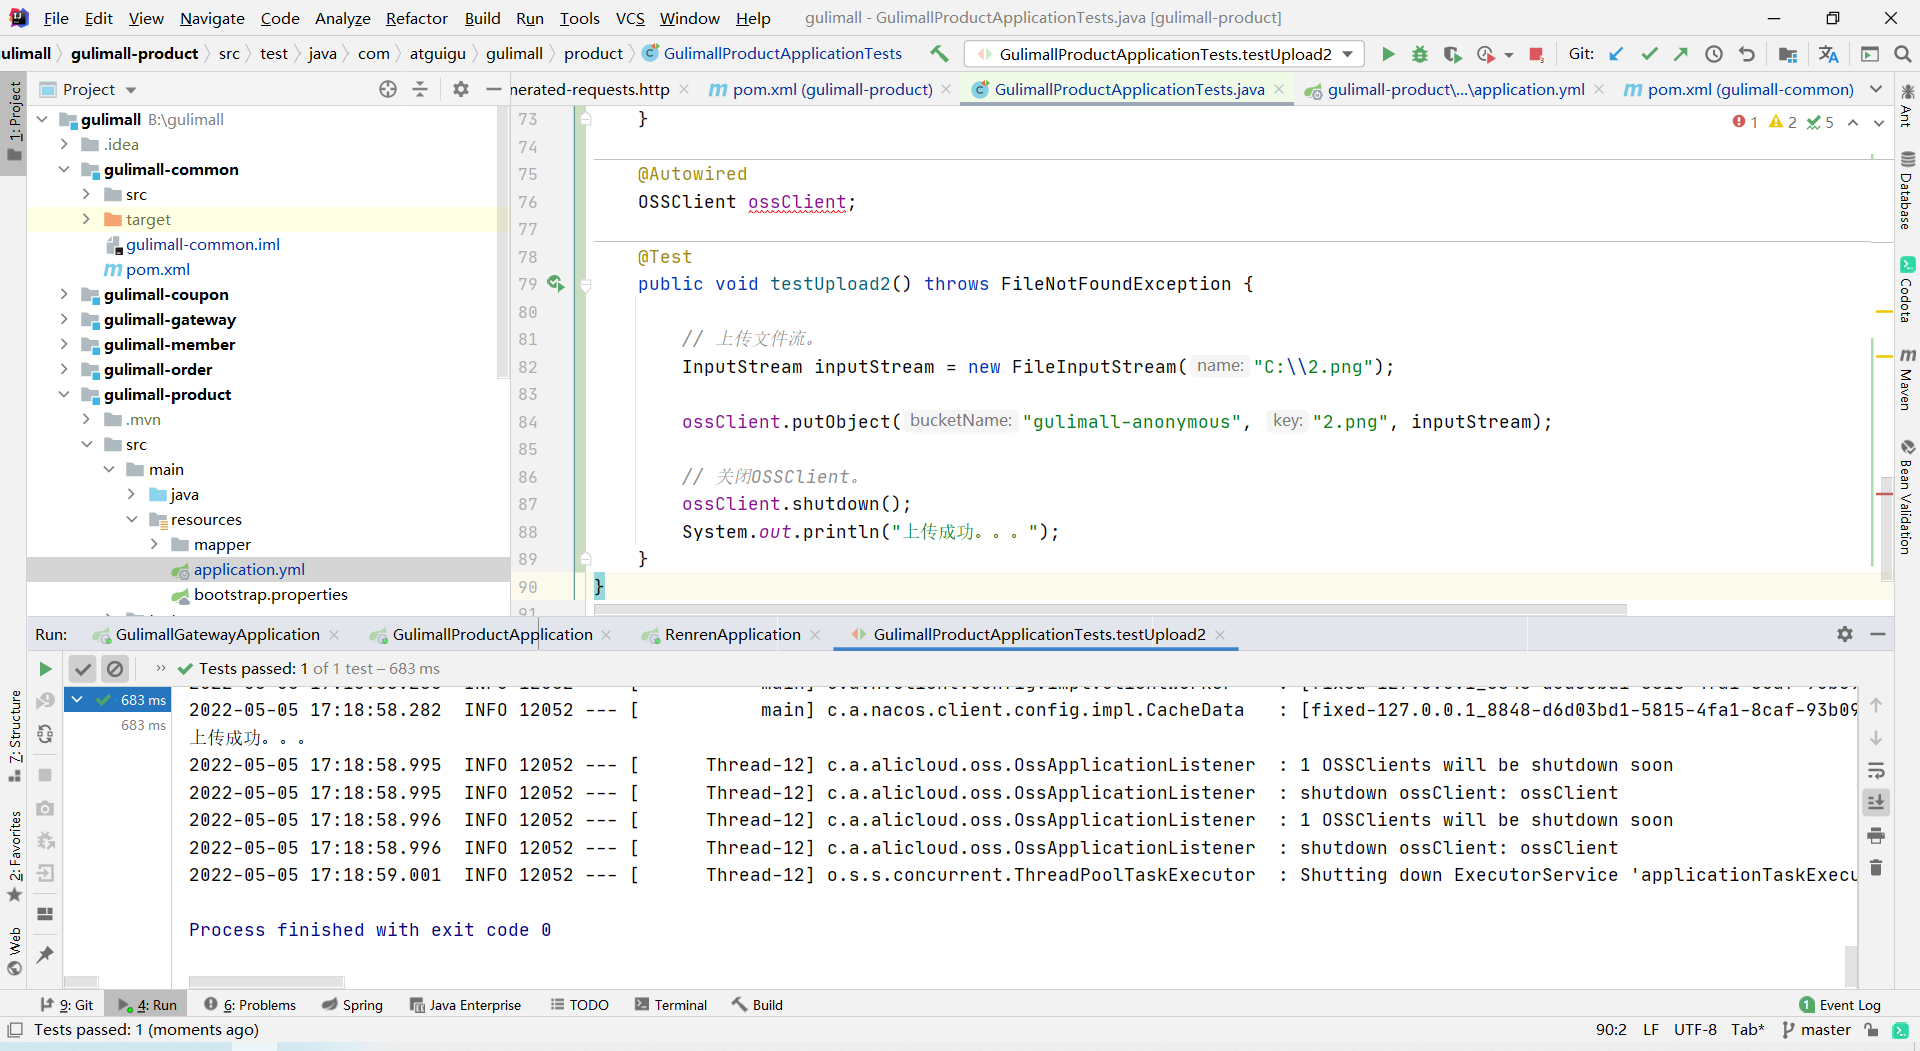 File Edit View Navigate Code Analyze Refactor Build Run Tools VCS Window Help gulimall - GulimallProductApplicationTests.java [gulimall-product]
ulimall gulimall-product src test java com atguigu gulimall product GulimallProductApplicationTests GulimallProductApplicationTests.testUpload2 Git:
Project
nerated-requests.http pom.xml (gulimall-product) GulimallProductApplicationTests.java gulimall-product\...\application.yml pom.xml (gulimall-common)
1: Project
gulimall B:\gulimall
.idea
gulimall-common
src
target
gulimall-common.iml
pom.xml
gulimall-coupon
gulimall-gateway
gulimall-member
gulimall-order
gulimall-product
.mvn
src
main
java
resources
mapper
application.yml
bootstrap.properties
1 2 5
73 }
74
75 @Autowired
76 OSSClient ossClient;
77
78 @Test
79 public void testUpload2() throws FileNotFoundException {
80
81 // 上传文件流。
82 InputStream inputStream = new FileInputStream( name: "C:\\2.png");
83
84 ossClient.putObject( bucketName: "gulimall-anonymous", key: "2.png", inputStream);
85
86 // 关闭OSSClient。
87 ossClient.shutdown();
88 System.out.println("上传成功。。。");
89 }
90 }
91
Ant
Database
Codota
Maven
Bean Validation
Run: GulimallGatewayApplication GulimallProductApplication RenrenApplication GulimallProductApplicationTests.testUpload2
Tests passed: 1 of 1 test – 683 ms
683 ms
683 ms
2022-05-05 17:18:58.282 INFO 12052 --- [ main] c.a.nacos.client.config.impl.CacheData : [fixed-127.0.0.1_8848-d6d03bd1-5815-4fa1-8caf-93b09
上传成功。。。
2022-05-05 17:18:58.995 INFO 12052 --- [ Thread-12] c.a.alicloud.oss.OssApplicationListener : 1 OSSClients will be shutdown soon
2022-05-05 17:18:58.995 INFO 12052 --- [ Thread-12] c.a.alicloud.oss.OssApplicationListener : shutdown ossClient: ossClient
2022-05-05 17:18:58.996 INFO 12052 --- [ Thread-12] c.a.alicloud.oss.OssApplicationListener : 1 OSSClients will be shutdown soon
2022-05-05 17:18:58.996 INFO 12052 --- [ Thread-12] c.a.alicloud.oss.OssApplicationListener : shutdown ossClient: ossClient
2022-05-05 17:18:59.001 INFO 12052 --- [ Thread-12] o.s.s.concurrent.ThreadPoolTaskExecutor : Shutting down ExecutorService 'applicationTaskExecu
Process finished with exit code 0
7: Structure
2: Favorites
Web
9: Git 4: Run 6: Problems Spring Java Enterprise TODO Terminal Build 1 Event Log
Tests passed: 1 (moments ago) 90:2 LF UTF-8 Tab* master